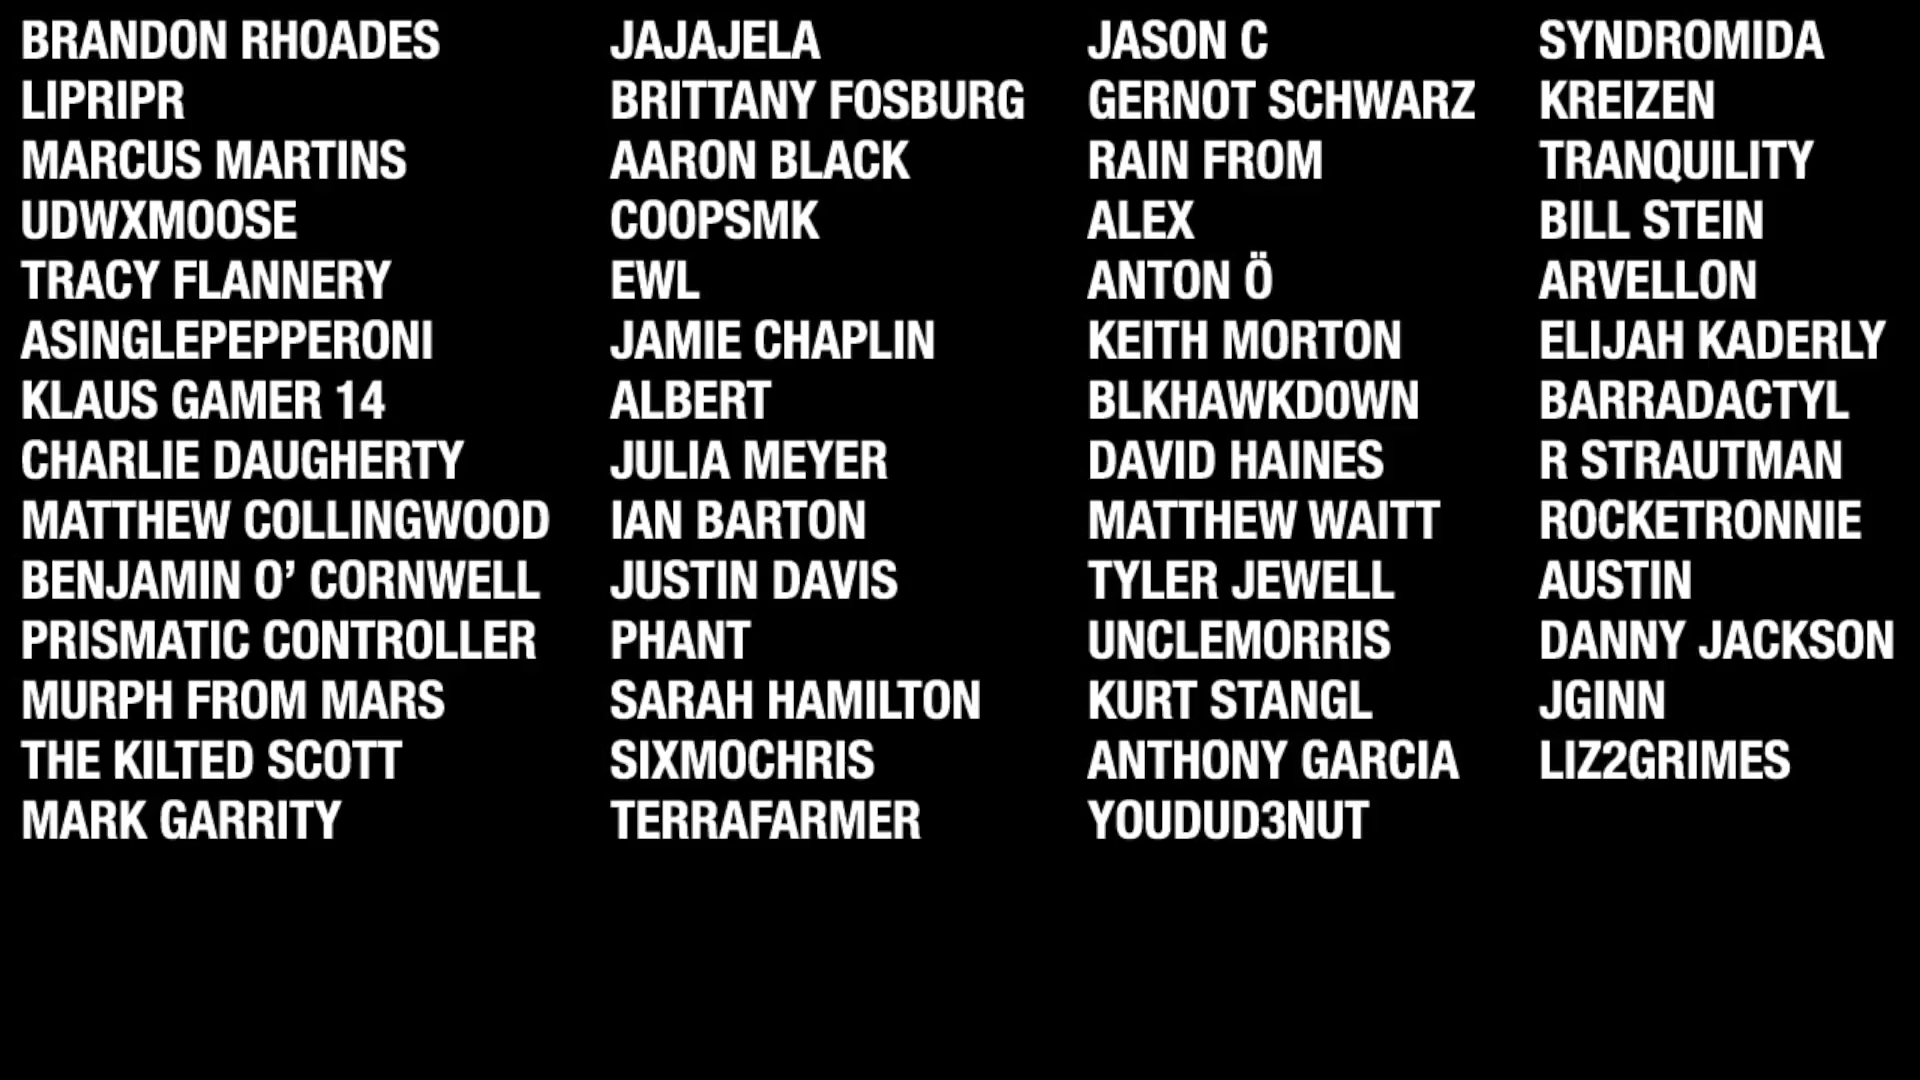 BRANDON RHOADES
LIPRIPR
MARCUS MARTINS
UDWXMOOSE
TRACY FLANNERY
ASINGLEPEPPERONI
KLAUS GAMER 14
CHARLIE DAUGHERTY
MATTHEW COLLINGWOOD
BENJAMIN O’ CORNWELL
PRISMATIC CONTROLLER
MURPH FROM MARS
THE KILTED SCOTT
MARK GARRITY
JAJAJELA
BRITTANY FOSBURG
AARON BLACK
COOPSMK
EWL
JAMIE CHAPLIN
ALBERT
JULIA MEYER
IAN BARTON
JUSTIN DAVIS
PHANT
SARAH HAMILTON
SIXMOCHRIS
TERRAFARMER
JASON C
GERNOT SCHWARZ
RAIN FROM
ALEX
ANTON Ö
KEITH MORTON
BLKHAWKD0WN
DAVID HAINES
MATTHEW WAITT
TYLER JEWELL
UNCLEMORRIS
KURT STANGL
ANTHONY GARCIA
YOUDUD3NUT
SYNDROMIDA
KREIZEN
TRANQUILITY
BILL STEIN
ARVELLON
ELIJAH KADERLY
BARRADACTYL
R STRAUTMAN
ROCKETRONNIE
AUSTIN
DANNY JACKSON
JGINN
LIZ2GRIMES